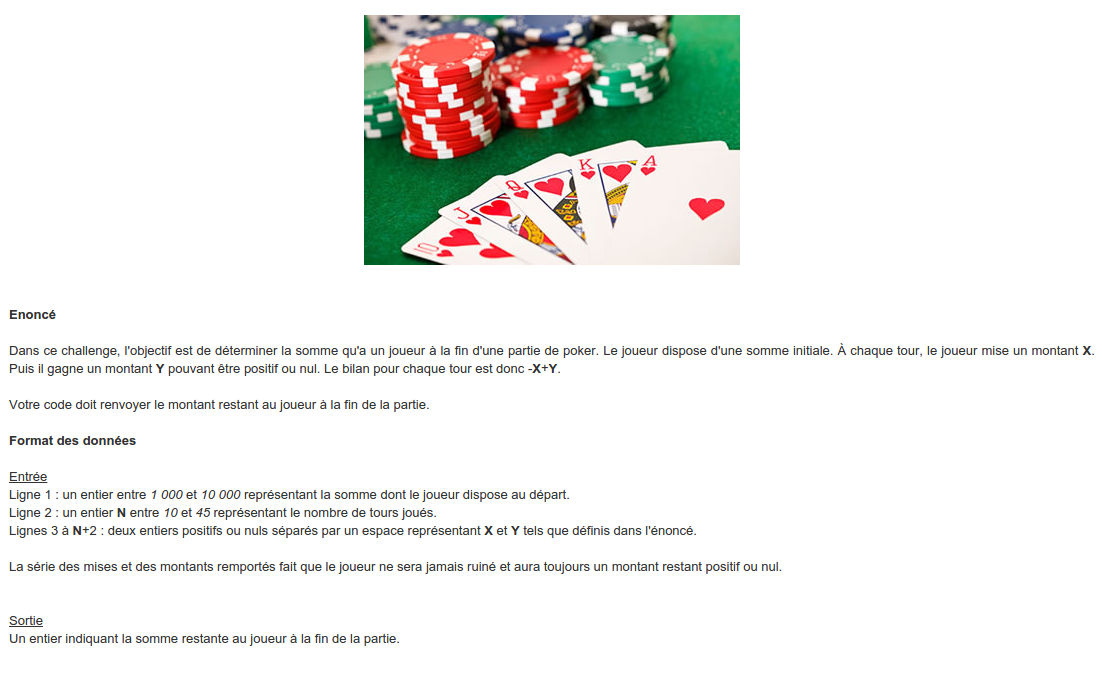 10
J
Q
K
A
Enoncé
Dans ce challenge, l'objectif est de déterminer la somme qu'a un joueur à la fin d'une partie de poker. Le joueur dispose d'une somme initiale. À chaque tour, le joueur mise un montant X.
Puis il gagne un montant Y pouvant être positif ou nul. Le bilan pour chaque tour est donc -X+Y.
Votre code doit renvoyer le montant restant au joueur à la fin de la partie.
Format des données
Entrée
Ligne 1 : un entier entre 1 000 et 10 000 représentant la somme dont le joueur dispose au départ.
Ligne 2 : un entier N entre 10 et 45 représentant le nombre de tours joués.
Lignes 3 à N+2 : deux entiers positifs ou nuls séparés par un espace représentant X et Y tels que définis dans l'énoncé.
La série des mises et des montants remportés fait que le joueur ne sera jamais ruiné et aura toujours un montant restant positif ou nul.
Sortie
Un entier indiquant la somme restante au joueur à la fin de la partie.